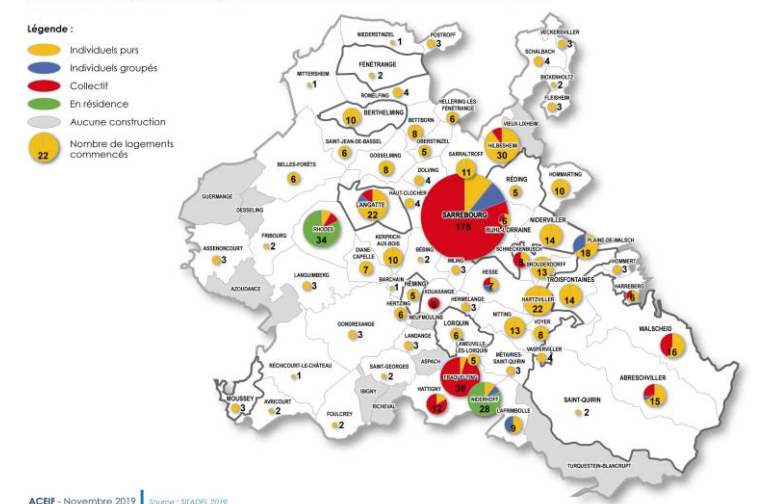 Légende :
Individuels purs
Individuels groupés
Collectif
En résidence
Aucune construction
22
Nombre de logements
commencés
NIEDERSTINZEL
1
POSTROFF
3
VECKERSVILLER
3
SCHALBACH
4
BICKENHOLTZ
2
FLEISHEIM
3
FÉNÉTRANGE
2
MITTERSHEIM
1
ROMELFING
4
BERTHELMING
10
HELLERING-LÈS-
FÉNÉTRANGE
6
VIEUX-LIXHEIM
HILBESHEIM
30
BETTBORN
8
OBERSTINZEL
5
SAINT-JEAN-DE-BASSEL
6
GOSSELMING
8
SARRALTROFF
11
DOLVING
4
BELLES-FORÊTS
6
HAUT-CLOCHER
4
LANGATTE
22
RÉDING
5
HOMMARTING
10
GUERMANGE
DESSELING
RHODES
34
SARREBOURG
175
BUHL-LORRAINE
6
NIDERVILLER
14
PLAINE-DE-WALSCH
18
FRIBOURG
2
ASSENONCOURT
3
DIANE-
CAPELLE
7
KERPRICH-
AUX-BOIS
10
BÉBING
2
IMLING
3
SCHNECKENBUSCH
BROUDERDORFF
13
HOMMERT
3
HARREBERG
6
TROISFONTAINES
14
LANGUIMBERG
3
AZOUDANGE
BARCHAIN
1
HÉMING
5
XOUAXANGE
HESSE
7
HERTZING
6
NEUFMOULINS
HERMELANGE
3
HARTZVILLER
22
NITTING
13
VOYER
8
WALSCHEID
16
GONDREXANGE
3
LANDANGE
3
LORQUIN
6
LANEUVILLE
LÈS-LORQUIN
5
VASPERVILLER
4
MÉTAIRIES-
SAINT-QUIRIN
3
ABRESCHVILLER
15
RÉCHICOURT-LE-CHÂTEAU
1
SAINT-GEORGES
2
ASPACH
FRAQUELFING
38
NIDERHOFF
28
SAINT-QUIRIN
2
MOUSSEY
3
AVRICOURT
2
FOULCREY
2
IBIGNY
RICHEVAL
HATTIGNY
12
LAFRIMBOLLE
9
TURQUESTEIN-BLANCRUPT
ACEIF - Novembre 2019
Source : SITADEL 2019